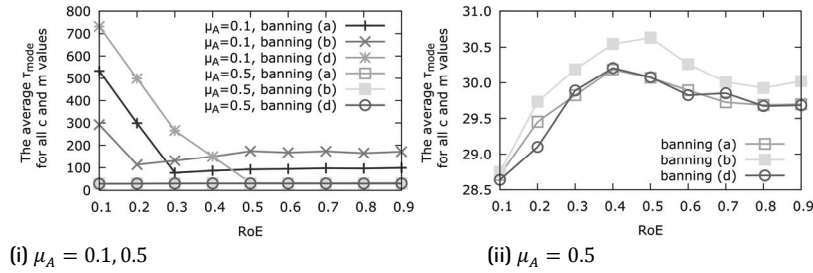 The average τmode
for all c and m values
800
700
600
500
400
300
200
100
0
μA=0.1, banning (a)
μA=0.1, banning (b)
μA=0.1, banning (d)
μA=0.5, banning (a)
μA=0.5, banning (b)
μA=0.5, banning (d)
0.1 0.2 0.3 0.4 0.5 0.6 0.7 0.8 0.9
RoE
(i) μA = 0.1, 0.5
The average τmode
for all c and m values
31.0
30.5
30.0
29.5
29.0
28.5
banning (a)
banning (b)
banning (d)
0.1 0.2 0.3 0.4 0.5 0.6 0.7 0.8 0.9
RoE
(ii) μA = 0.5